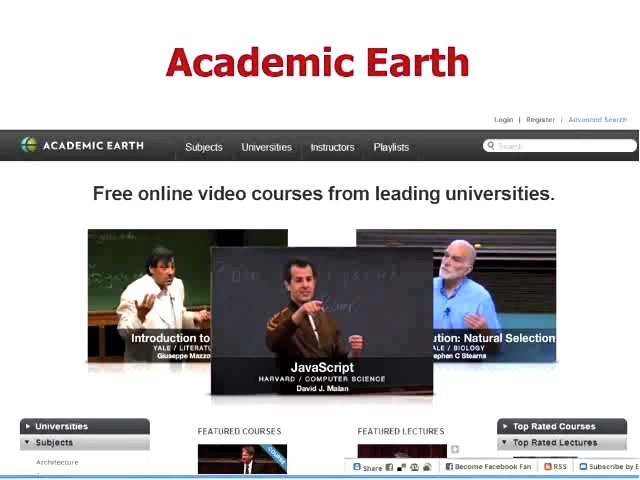 Academic Earth
Login | Register | Advanced Search
ACADEMIC EARTH Subjects Universities Instructors Playlists Search
Free online video courses from leading universities.
Introduction to
YALE / LITERATU
Giuseppe Mazzo
JavaScript
HARVARD / COMPUTER SCIENCE
David J. Malan
ution: Natural Selection
ALE / BIOLOGY
ephen C Stearns
Universities
Subjects
Architecture
FEATURED COURSES
COURSE
FEATURED LECTURES
Top Rated Courses
Top Rated Lectures
Share Become Facebook Fan RSS Subscribe by E